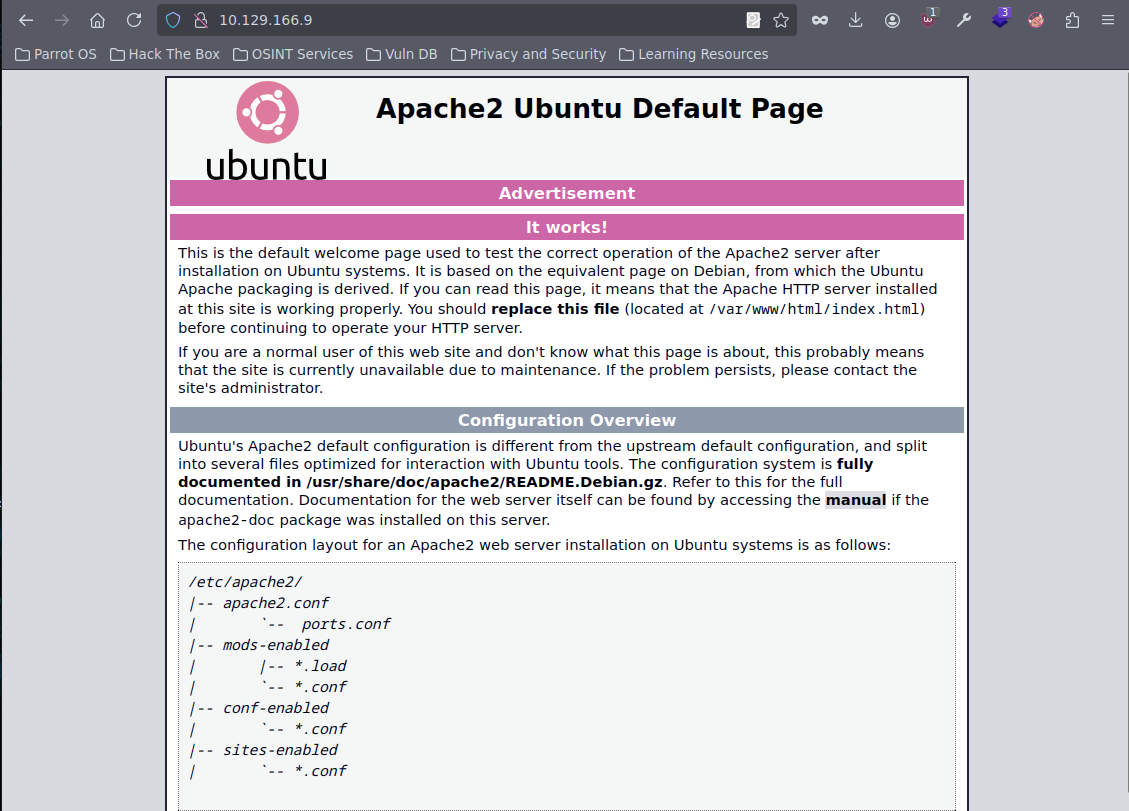 10.129.166.9
1
3
Parrot OS Hack The Box OSINT Services Vuln DB Privacy and Security Learning Resources
Apache2 Ubuntu Default Page
ubuntu
Advertisement
It works!
This is the default welcome page used to test the correct operation of the Apache2 server after
installation on Ubuntu systems. It is based on the equivalent page on Debian, from which the Ubuntu
Apache packaging is derived. If you can read this page, it means that the Apache HTTP server installed
at this site is working properly. You should replace this file (located at /var/www/html/index.html)
before continuing to operate your HTTP server.
If you are a normal user of this web site and don't know what this page is about, this probably means
that the site is currently unavailable due to maintenance. If the problem persists, please contact the
site's administrator.
Configuration Overview
Ubuntu's Apache2 default configuration is different from the upstream default configuration, and split
into several files optimized for interaction with Ubuntu tools. The configuration system is fully
documented in /usr/share/doc/apache2/README.Debian.gz. Refer to this for the full
documentation. Documentation for the web server itself can be found by accessing the manual if the
apache2-doc package was installed on this server.
The configuration layout for an Apache2 web server installation on Ubuntu systems is as follows:
/etc/apache2/
|-- apache2.conf
|       `--  ports.conf
|-- mods-enabled
|       |-- *.load
|       `-- *.conf
|-- conf-enabled
|       `-- *.conf
|-- sites-enabled
|       `-- *.conf